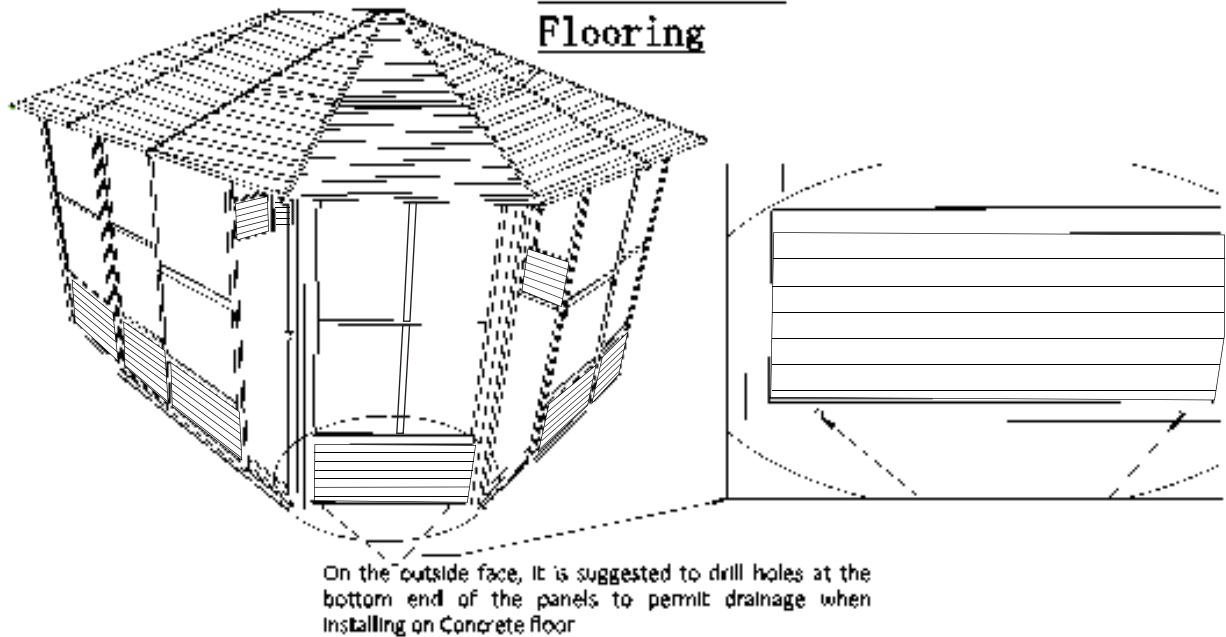 Flooring
On the outside face, it is suggested to drill holes at the
bottom end of the panels to permit drainage when
installing on Concrete floor